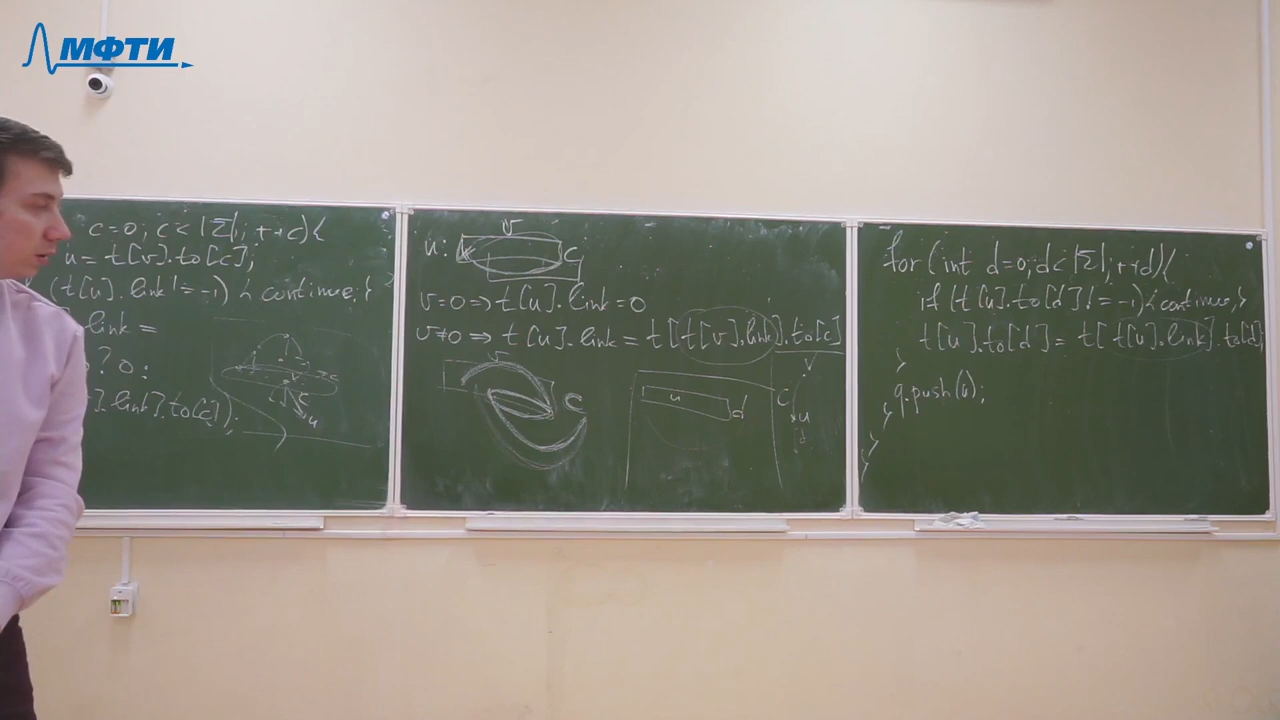 МФТИ
c=0; c<|Σ|; ++c){
u = t[v].to[c];
(t[u].link != -1) {continue;}
link =
? 0 :
].link].to[c]);
v
u: c
v=0 ⇒ t[u].link = 0
v≠0 ⇒ t[u].link = t[t[v].link].to[c]
v
c
u d
v
c
u
d
for (int d=0; d<|Σ|; ++d){
if (t[u].to[d] != -1) {continue;}
t[u].to[d] = t[t[u].link].to[d];
}
q.push(u);
}
}
}